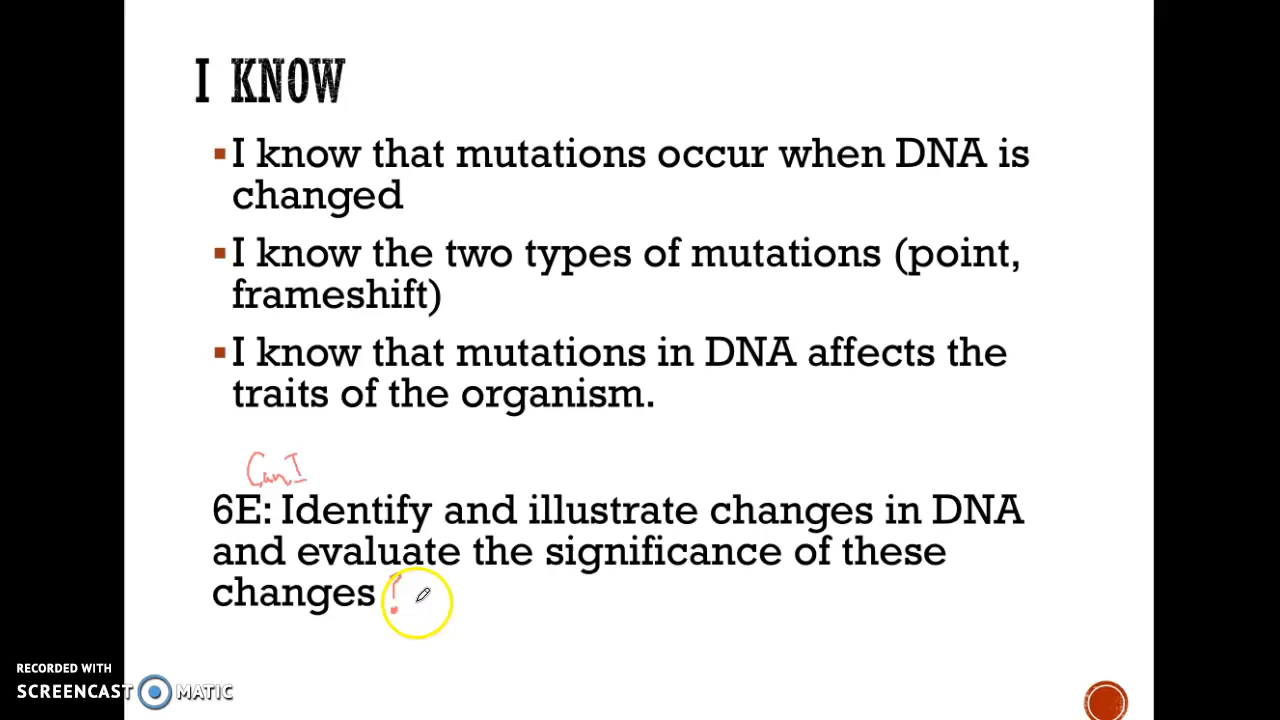 I KNOW
▪I know that mutations occur when DNA is
changed
▪I know the two types of mutations (point,
frameshift)
▪I know that mutations in DNA affects the
traits of the organism.
Can I
6E: Identify and illustrate changes in DNA
and evaluate the significance of these
changes ?
RECORDED WITH
SCREENCAST MATIC